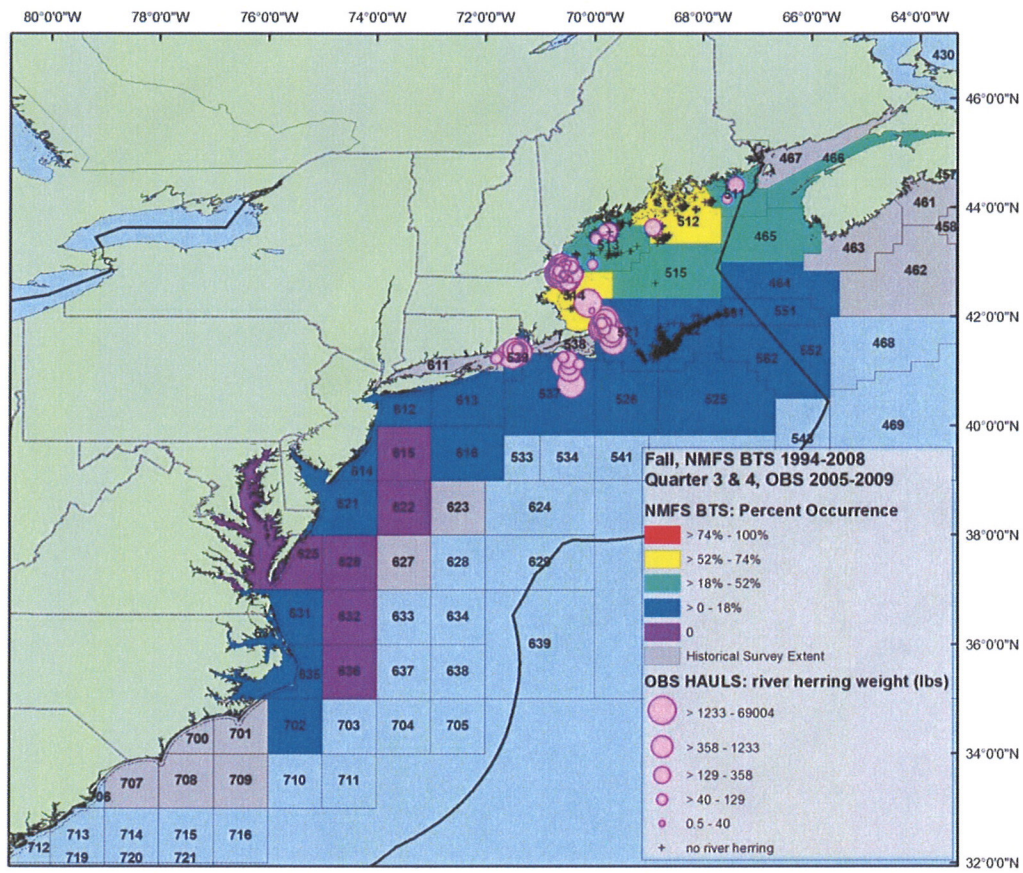 80°0'0"W 78°0'0"W 76°0'0"W 74°0'0"W 72°0'0"W 70°0'0"W 68°0'0"W 66°0'0"W 64°0'0"W
430
46°0'0"N
467 466
457
461
44°0'0"N
512
458
465
463
462
515
464
42°0'0"N
551
521
538
539
552
468
611
562
537
526
525
612
613
469
40°0'0"N
543
615
616
533 534 541
614
621
622
623
624
38°0'0"N
625
626
627
628
629
631
632
633
634
639
36°0'0"N
635
636
637
638
702
703
704
705
700
701
34°0'0"N
707
708
709
710
711
706
712
713
714
715
716
719
720
721
32°0'0"N
Fall, NMFS BTS 1994-2008
Quarter 3 & 4, OBS 2005-2009
NMFS BTS: Percent Occurrence
> 74% - 100%
> 52% - 74%
> 18% - 52%
> 0 - 18%
0
Historical Survey Extent
OBS HAULS: river herring weight (lbs)
> 1233 - 69004
> 358 - 1233
> 129 - 358
> 40 - 129
0.5 - 40
no river herring